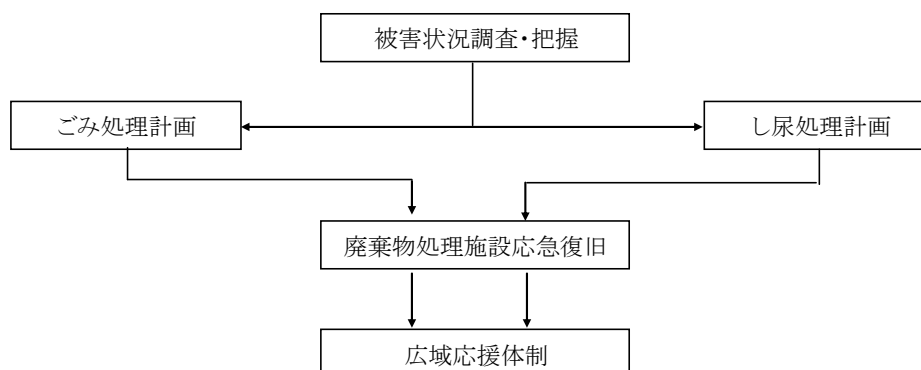 被害状況調査・把握
ごみ処理計画
し尿処理計画
廃棄物処理施設応急復旧
広域応援体制